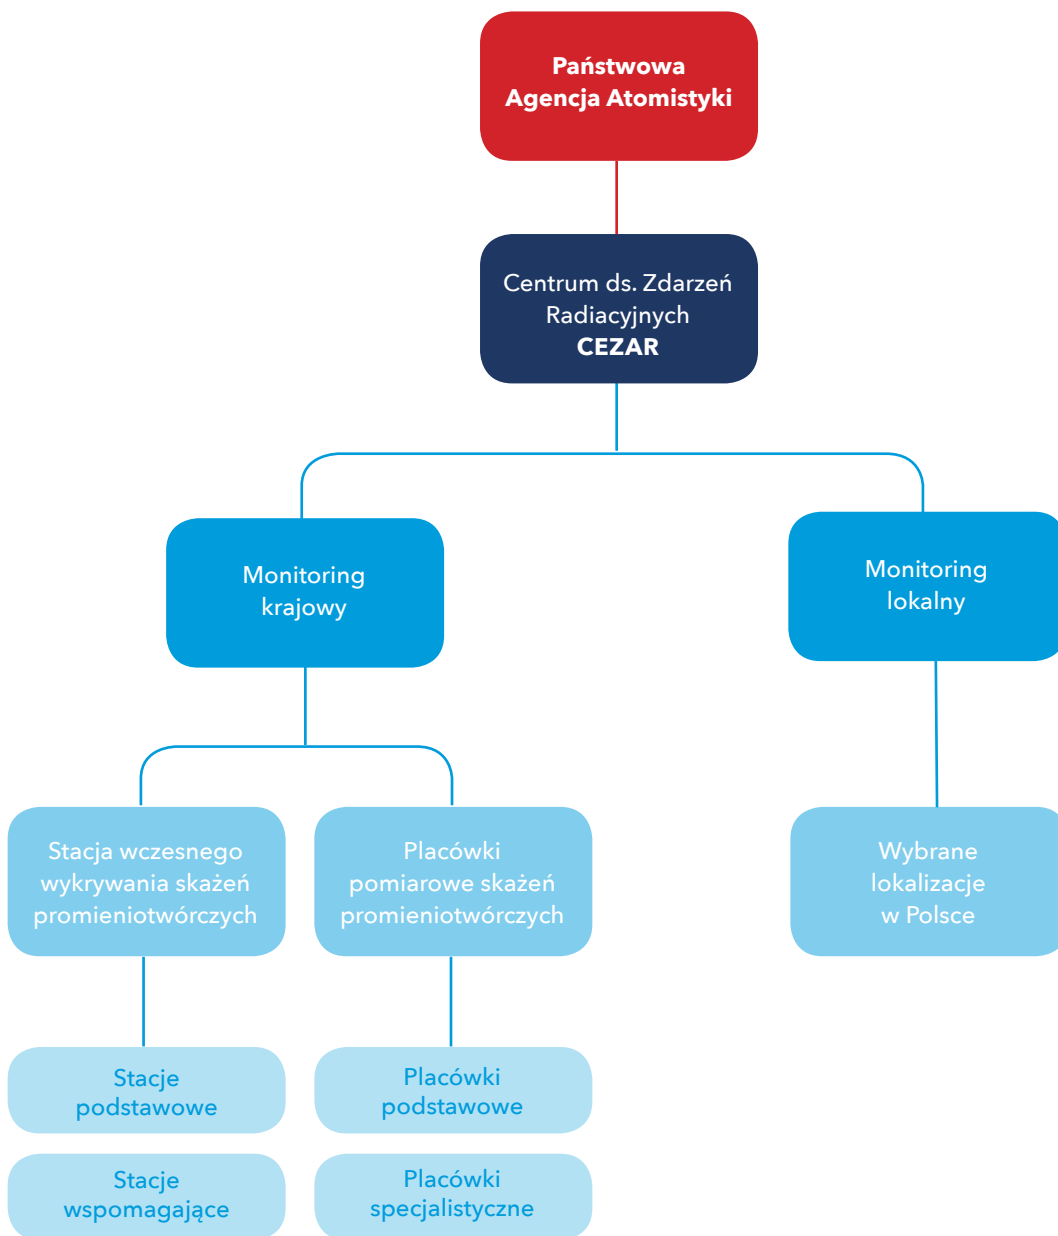 Państwowa
Agencja Atomistyki
Centrum ds. Zdarzeń
Radiacyjnych
CEZAR
Monitoring
krajowy
Monitoring
lokalny
Stacja wczesnego
wykrywania skażeń
promieniotwórczych
Placówki
pomiarowe skażeń
promieniotwórczych
Wybrane
lokalizacje
w Polsce
Stacje
podstawowe
Placówki
podstawowe
Stacje
wspomagające
Placówki
specjalistyczne